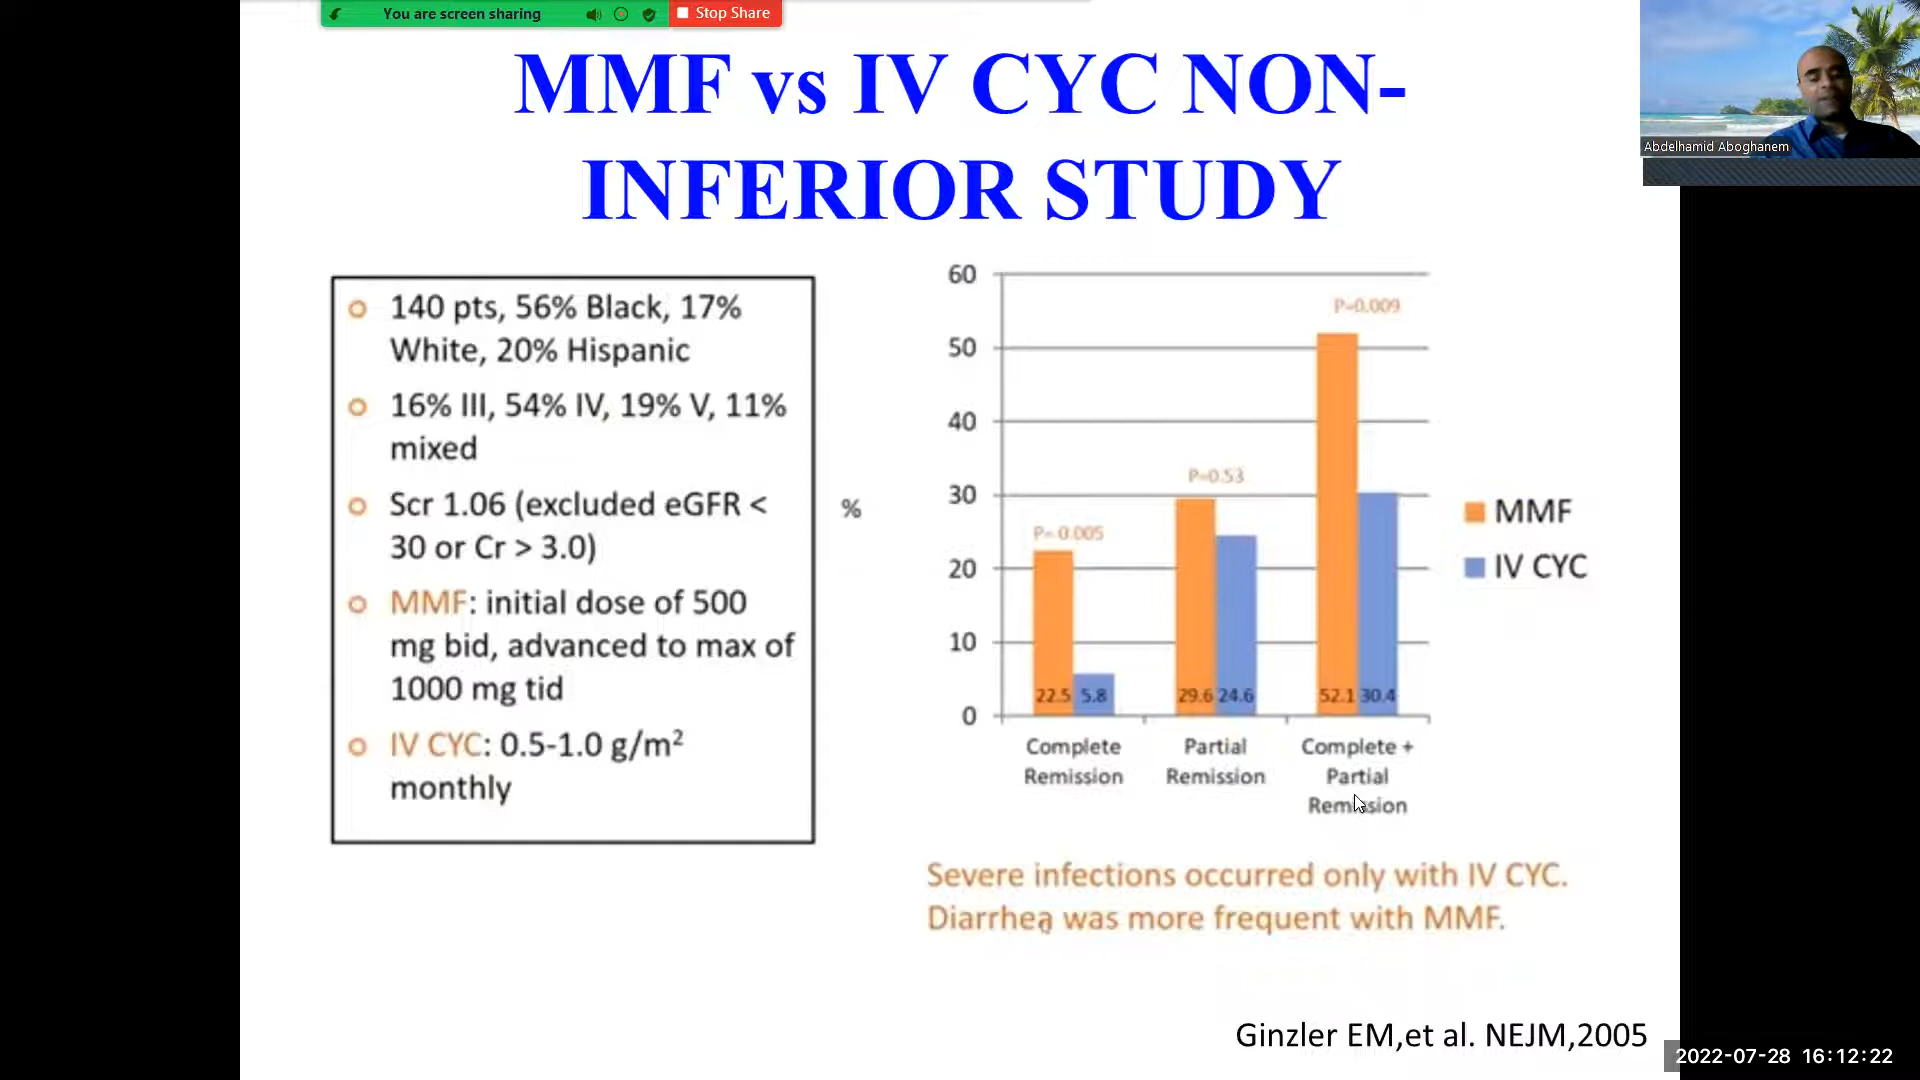 You are screen sharing
Stop Share
MMF vs IV CYC NON-
INFERIOR STUDY
Abdelhamid Aboghanem
140 pts, 56% Black, 17%
White, 20% Hispanic
16% III, 54% IV, 19% V, 11%
mixed
Scr 1.06 (excluded eGFR <
30 or Cr > 3.0)
MMF: initial dose of 500
mg bid, advanced to max of
1000 mg tid
IV CYC: 0.5-1.0 g/m²
monthly
%
60
50
40
30
20
10
0
P= 0.005
P=0.53
P=0.009
22.5 5.8
29.6 24.6
52.1 30.4
Complete
Remission
Partial
Remission
Complete +
Partial
Remission
MMF
IV CYC
Severe infections occurred only with IV CYC.
Diarrhea was more frequent with MMF.
Ginzler EM,et al. NEJM,2005
2022-07-28 16:12:22